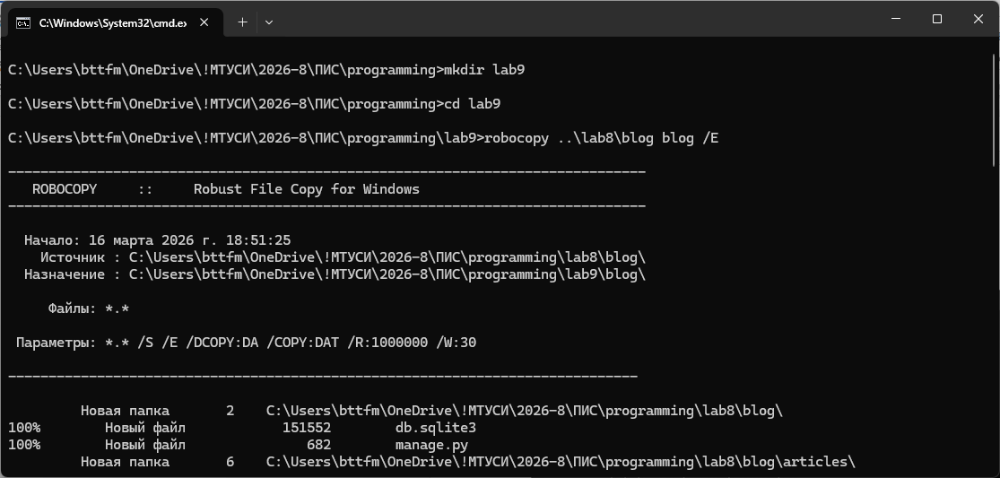 C:\Windows\System32\cmd.ex
C:\Users\bttfm\OneDrive\!МТУСИ\2026-8\ПИС\programming>mkdir lab9
C:\Users\bttfm\OneDrive\!МТУСИ\2026-8\ПИС\programming>cd lab9
C:\Users\bttfm\OneDrive\!МТУСИ\2026-8\ПИС\programming\lab9>robocopy ..\lab8\blog blog /E
-------------------------------------------------------------------------------
   ROBOCOPY     ::     Robust File Copy for Windows
-------------------------------------------------------------------------------
  Начало: 16 марта 2026 г. 18:51:25
    Источник : C:\Users\bttfm\OneDrive\!МТУСИ\2026-8\ПИС\programming\lab8\blog\
  Назначение : C:\Users\bttfm\OneDrive\!МТУСИ\2026-8\ПИС\programming\lab9\blog\
     Файлы: *.*
 Параметры: *.* /S /E /DCOPY:DA /COPY:DAT /R:1000000 /W:30
------------------------------------------------------------------------------
         Новая папка       2    C:\Users\bttfm\OneDrive\!МТУСИ\2026-8\ПИС\programming\lab8\blog\
100%        Новый файл            151552        db.sqlite3
100%        Новый файл               682        manage.py
         Новая папка       6    C:\Users\bttfm\OneDrive\!МТУСИ\2026-8\ПИС\programming\lab8\blog\articles\